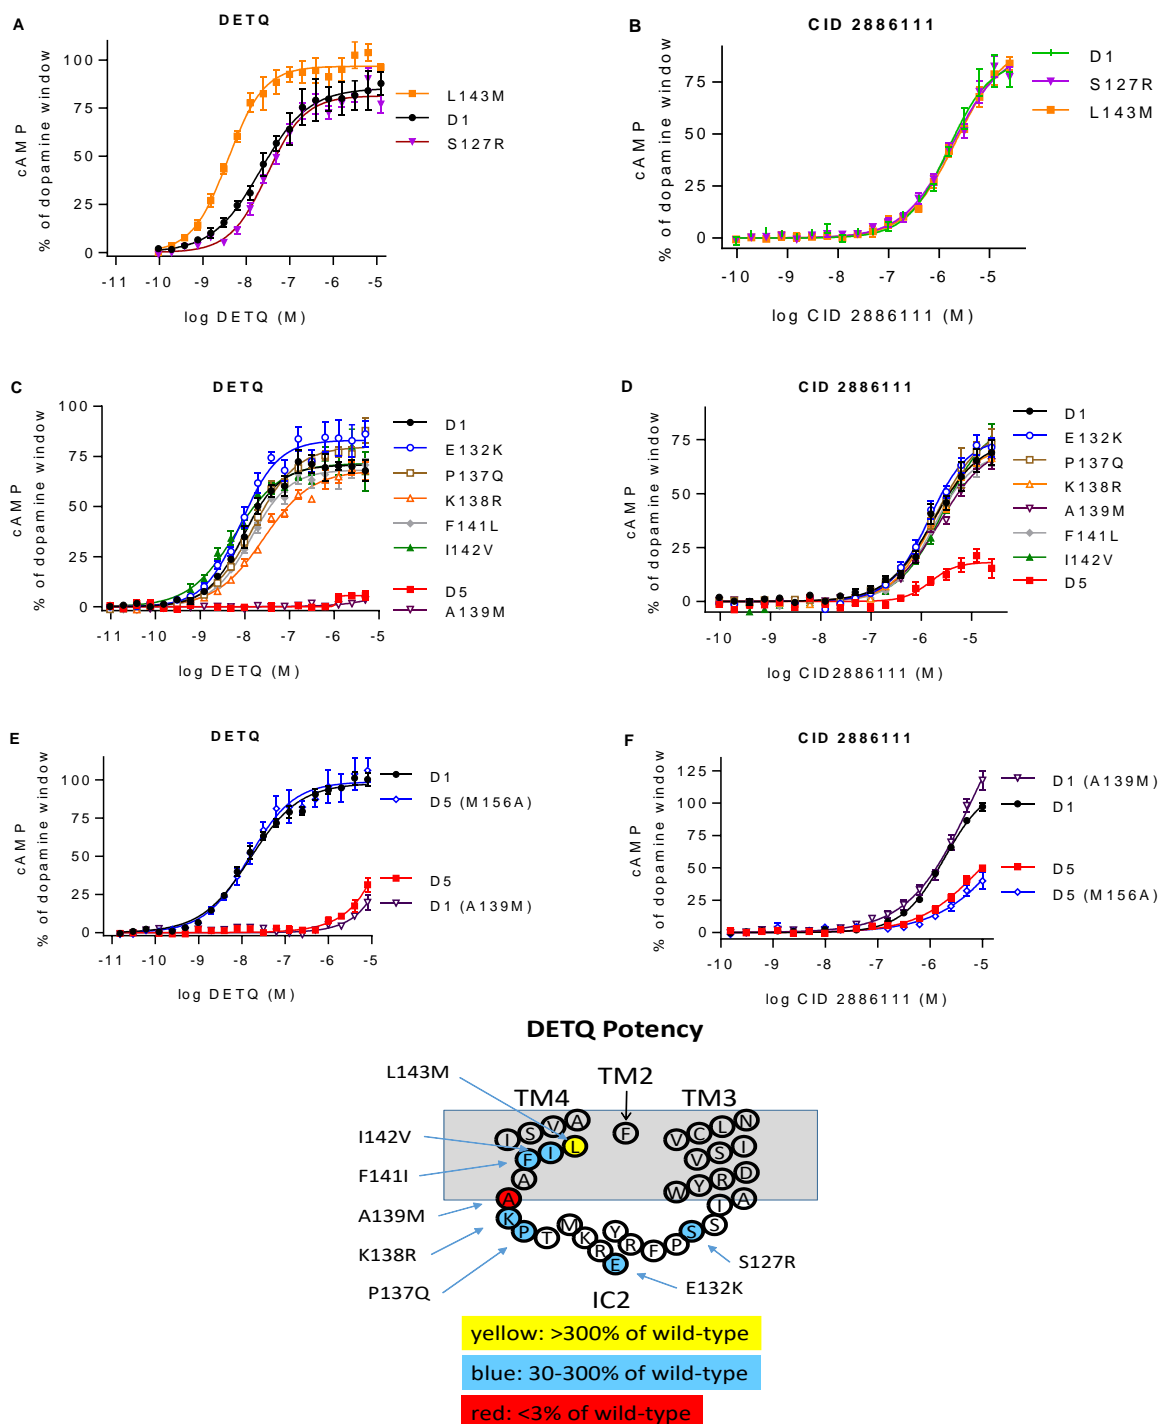 A
DETQ
cAMP
% of dopamine window
100
75
50
25
0
-11 -10 -9 -8 -7 -6 -5
log DETQ (M)
L143M
D1
S127R
B
CID 2886111
cAMP
% of dopamine window
75
50
25
0
-10 -9 -8 -7 -6 -5
log CID 2886111 (M)
D1
S127R
L143M
C
DETQ
cAMP
% of dopamine window
100
75
50
25
0
-11 -10 -9 -8 -7 -6 -5
log DETQ (M)
D1
E132K
P137Q
K138R
F141L
I142V
D5
A139M
D
CID 2886111
cAMP
% of dopamine window
75
50
25
0
-10 -9 -8 -7 -6 -5
log CID2886111 (M)
D1
E132K
P137Q
K138R
A139M
F141L
I142V
D5
E
DETQ
cAMP
% of dopamine window
100
75
50
25
0
-11 -10 -9 -8 -7 -6 -5
log DETQ (M)
D1
D5 (M156A)
D5
D1 (A139M)
F
CID 2886111
cAMP
% of dopamine window
125
100
75
50
25
0
-10 -9 -8 -7 -6 -5
log CID 2886111 (M)
D1 (A139M)
D1
D5
D5 (M156A)
DETQ Potency
L143M
TM4 TM2 TM3
I S V A F V C L N
I142V
F I L V S I
F141I
A W Y R D
A139M
A I A
K138R
K P T M K R E Y R F P S S
S127R
P137Q
E132K
IC2
yellow: >300% of wild-type
blue: 30-300% of wild-type
red: <3% of wild-type